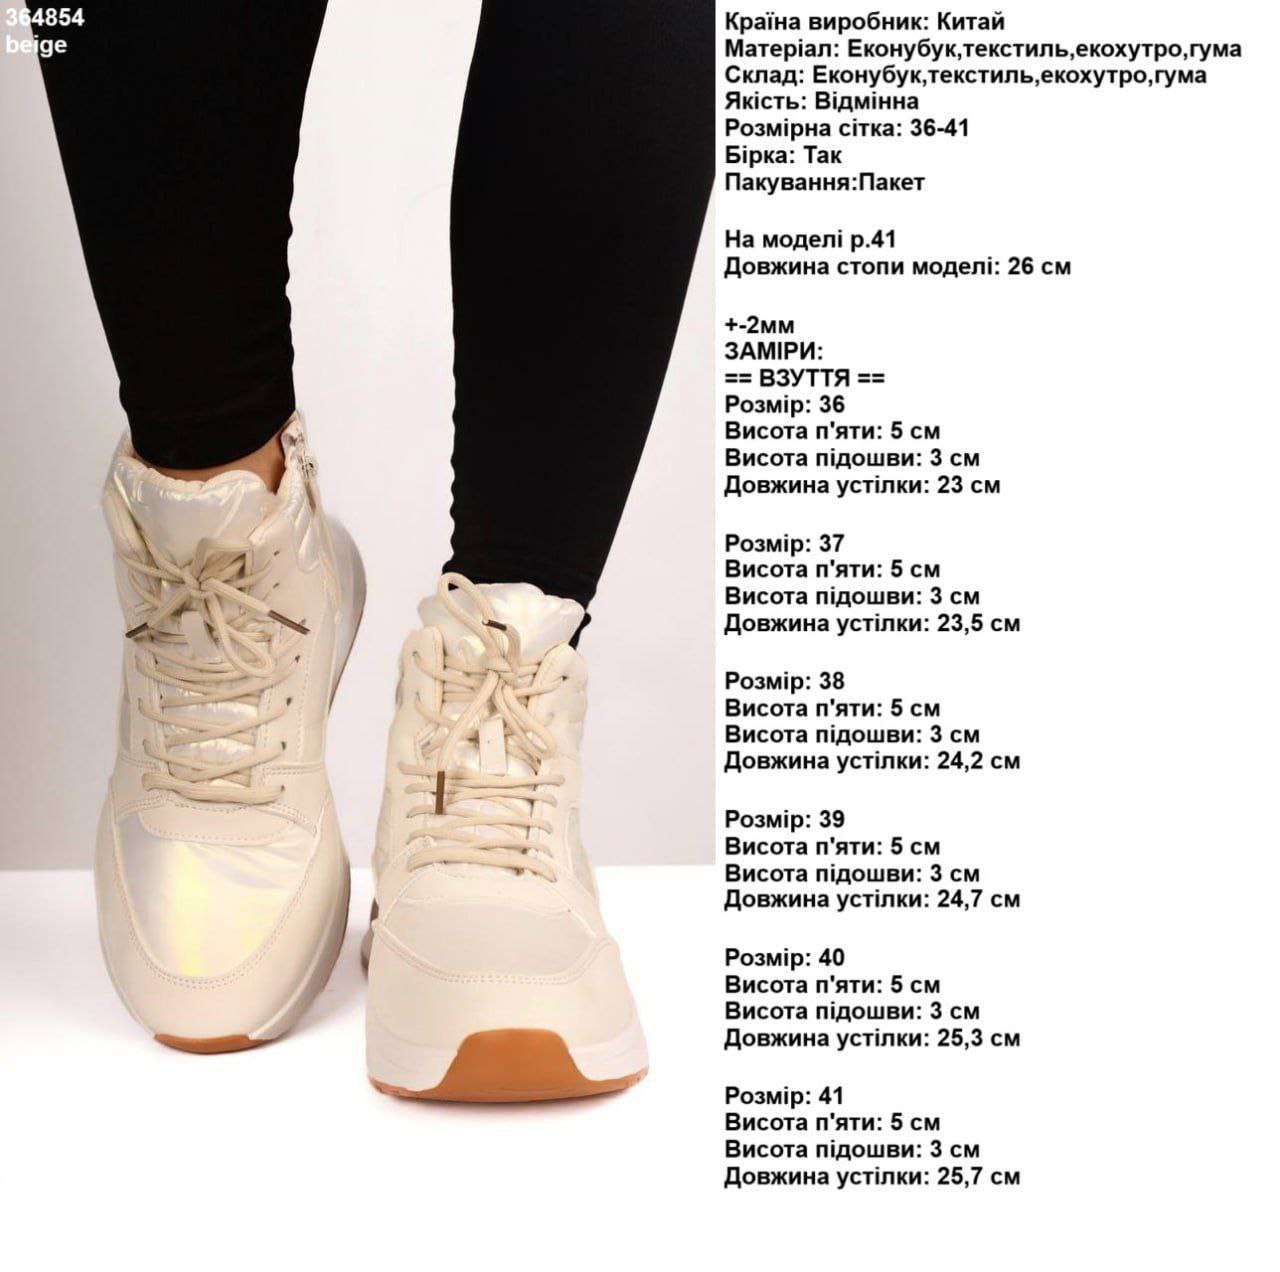 364854
beige
Країна виробник: Китай
Матеріал: Еконубук,текстиль,екохутро,гума
Склад: Еконубук,текстиль,екохутро,гума
Якість: Відмінна
Розмірна сітка: 36-41
Бірка: Так
Пакування:Пакет
На моделі р.41
Довжина стопи моделі: 26 см
+-2мм
ЗАМІРИ:
== ВЗУТТЯ ==
Розмір: 36
Висота п'яти: 5 см
Висота підошви: 3 см
Довжина устілки: 23 см
Розмір: 37
Висота п'яти: 5 см
Висота підошви: 3 см
Довжина устілки: 23,5 см
Розмір: 38
Висота п'яти: 5 см
Висота підошви: 3 см
Довжина устілки: 24,2 см
Розмір: 39
Висота п'яти: 5 см
Висота підошви: 3 см
Довжина устілки: 24,7 см
Розмір: 40
Висота п'яти: 5 см
Висота підошви: 3 см
Довжина устілки: 25,3 см
Розмір: 41
Висота п'яти: 5 см
Висота підошви: 3 см
Довжина устілки: 25,7 см